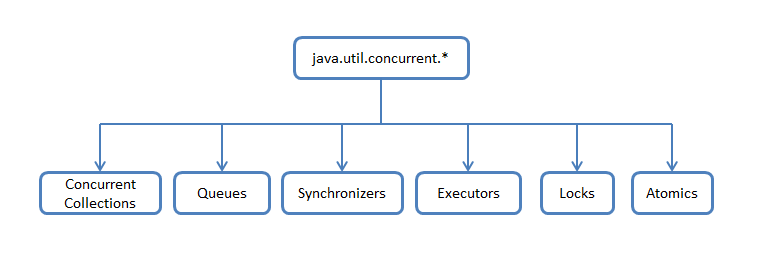 java.util.concurrent.*
Concurrent
Collections
Queues
Synchronizers
Executors
Locks
Atomics